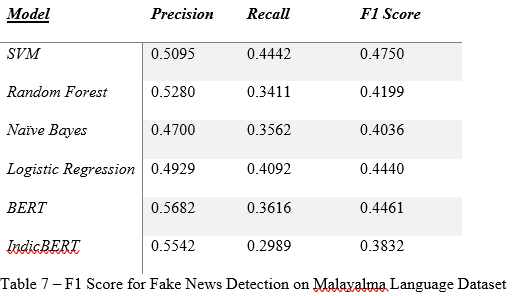 Model Precision Recall F1 Score
SVM 0.5095 0.4442 0.4750
Random Forest 0.5280 0.3411 0.4199
Naïve Bayes 0.4700 0.3562 0.4036
Logistic Regression 0.4929 0.4092 0.4440
BERT 0.5682 0.3616 0.4461
IndicBERT 0.5542 0.2989 0.3832
Table 7 – F1 Score for Fake News Detection on Malayalma Language Dataset